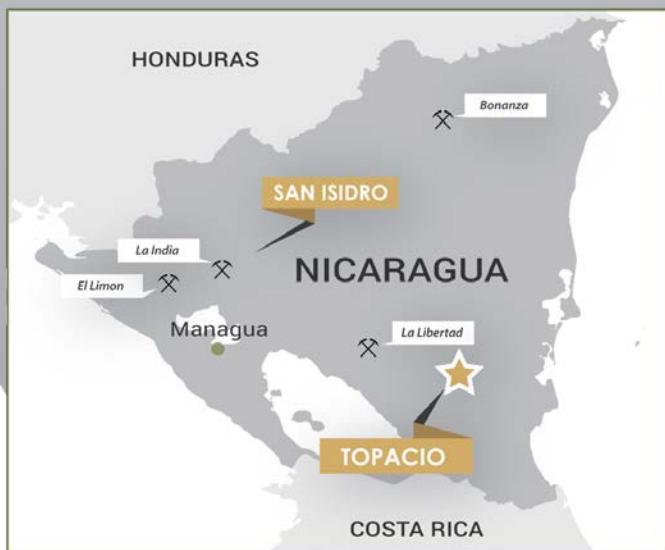 HONDURAS
Bonanza
SAN ISIDRO
La India
NICARAGUA
El Limon
Managua
La Libertad
TOPACIO
COSTA RICA